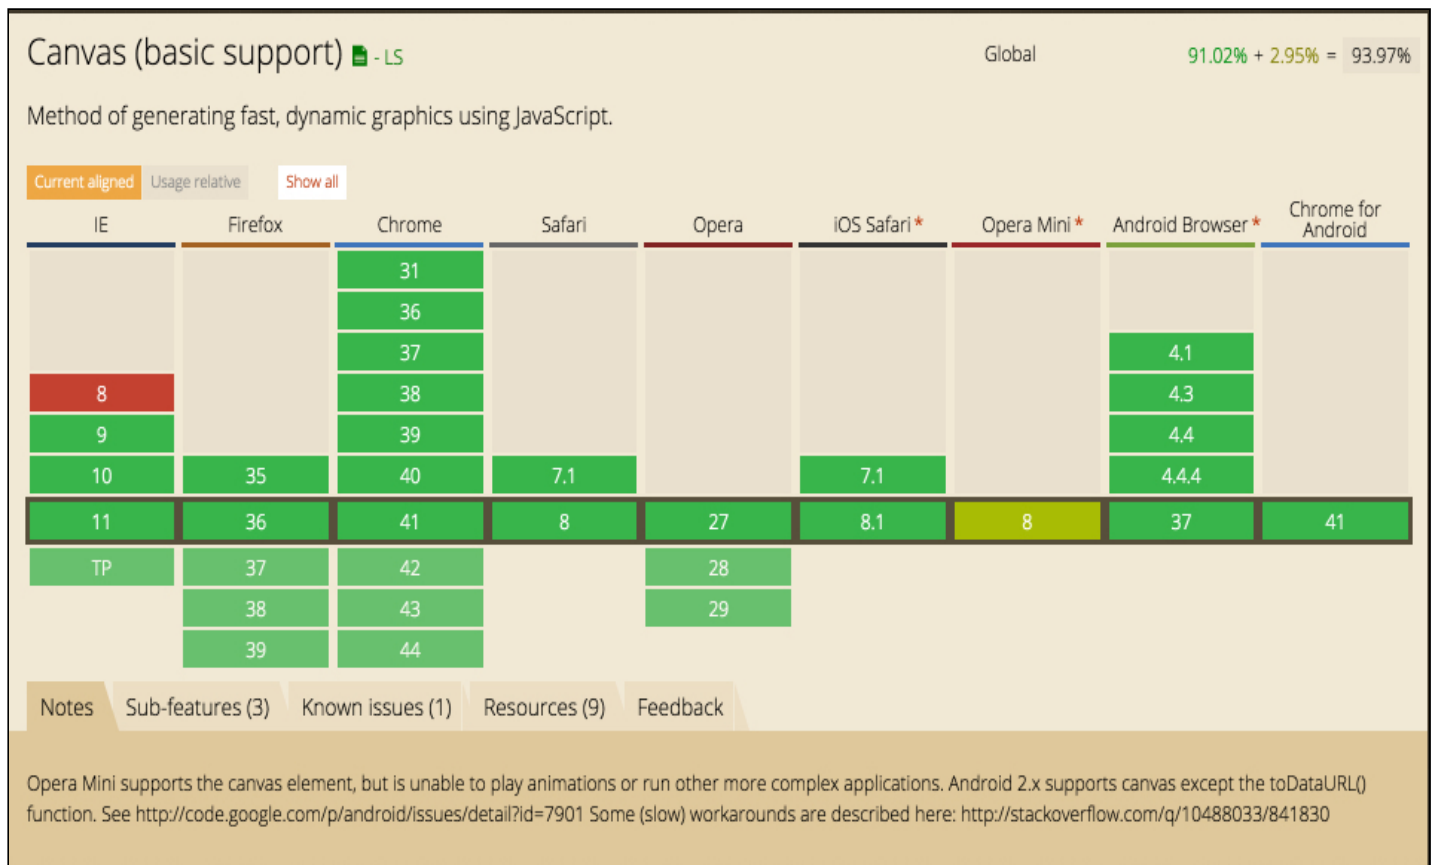 Canvas (basic support) - LS
Global 91.02% + 2.95% = 93.97%
Method of generating fast, dynamic graphics using JavaScript.
Current aligned Usage relative Show all
IE Firefox Chrome Safari Opera iOS Safari * Opera Mini * Android Browser * Chrome for Android
31
36
37 4.1
8 38 4.3
9 39 4.4
10 35 40 7.1 7.1 4.4.4
11 36 41 8 27 8.1 8 37 41
TP 37 42 28
38 43 29
39 44
Notes Sub-features (3) Known issues (1) Resources (9) Feedback
Opera Mini supports the canvas element, but is unable to play animations or run other more complex applications. Android 2.x supports canvas except the toDataURL()
function. See http://code.google.com/p/android/issues/detail?id=7901 Some (slow) workarounds are described here: http://stackoverflow.com/q/10488033/841830